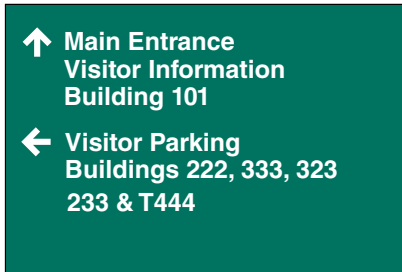 Main Entrance
Visitor Information
Building 101
Visitor Parking
Buildings 222, 333, 323
233 & T444